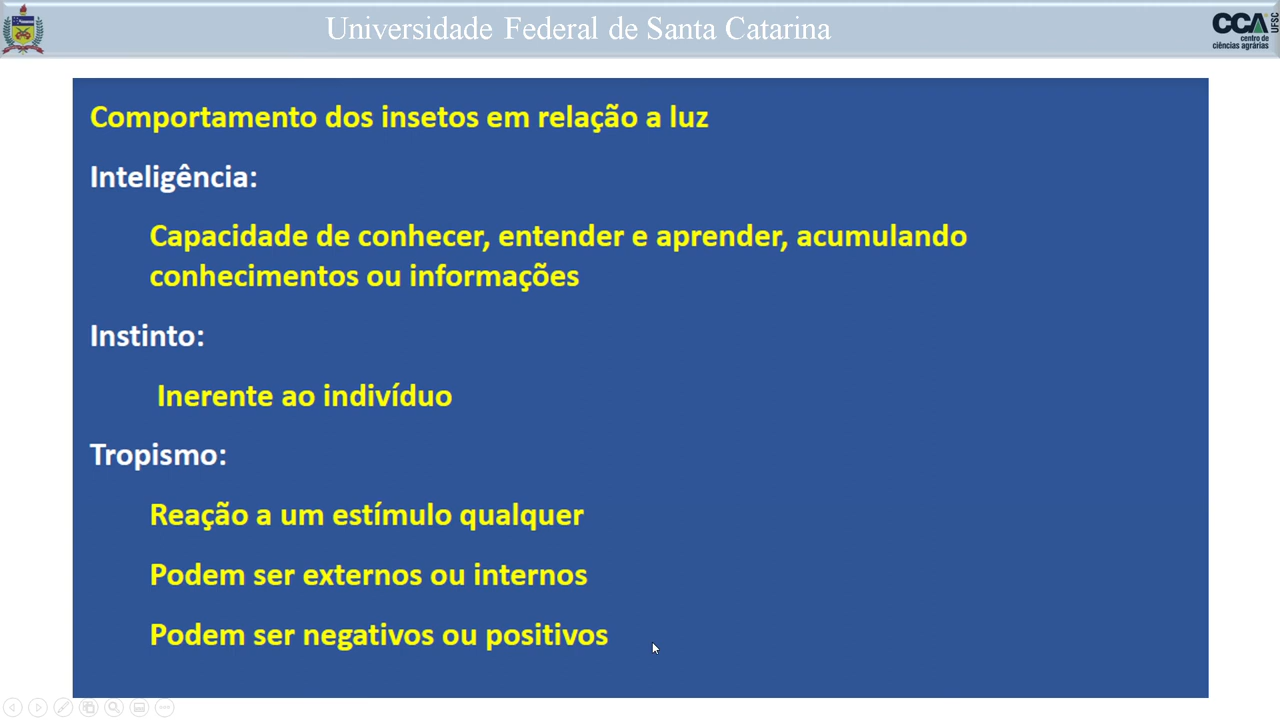 Universidade Federal de Santa Catarina
CCA
UFSC
centro de
ciências agrárias
Comportamento dos insetos em relação a luz
Inteligência:
Capacidade de conhecer, entender e aprender, acumulando
conhecimentos ou informações
Instinto:
Inerente ao indivíduo
Tropismo:
Reação a um estímulo qualquer
Podem ser externos ou internos
Podem ser negativos ou positivos